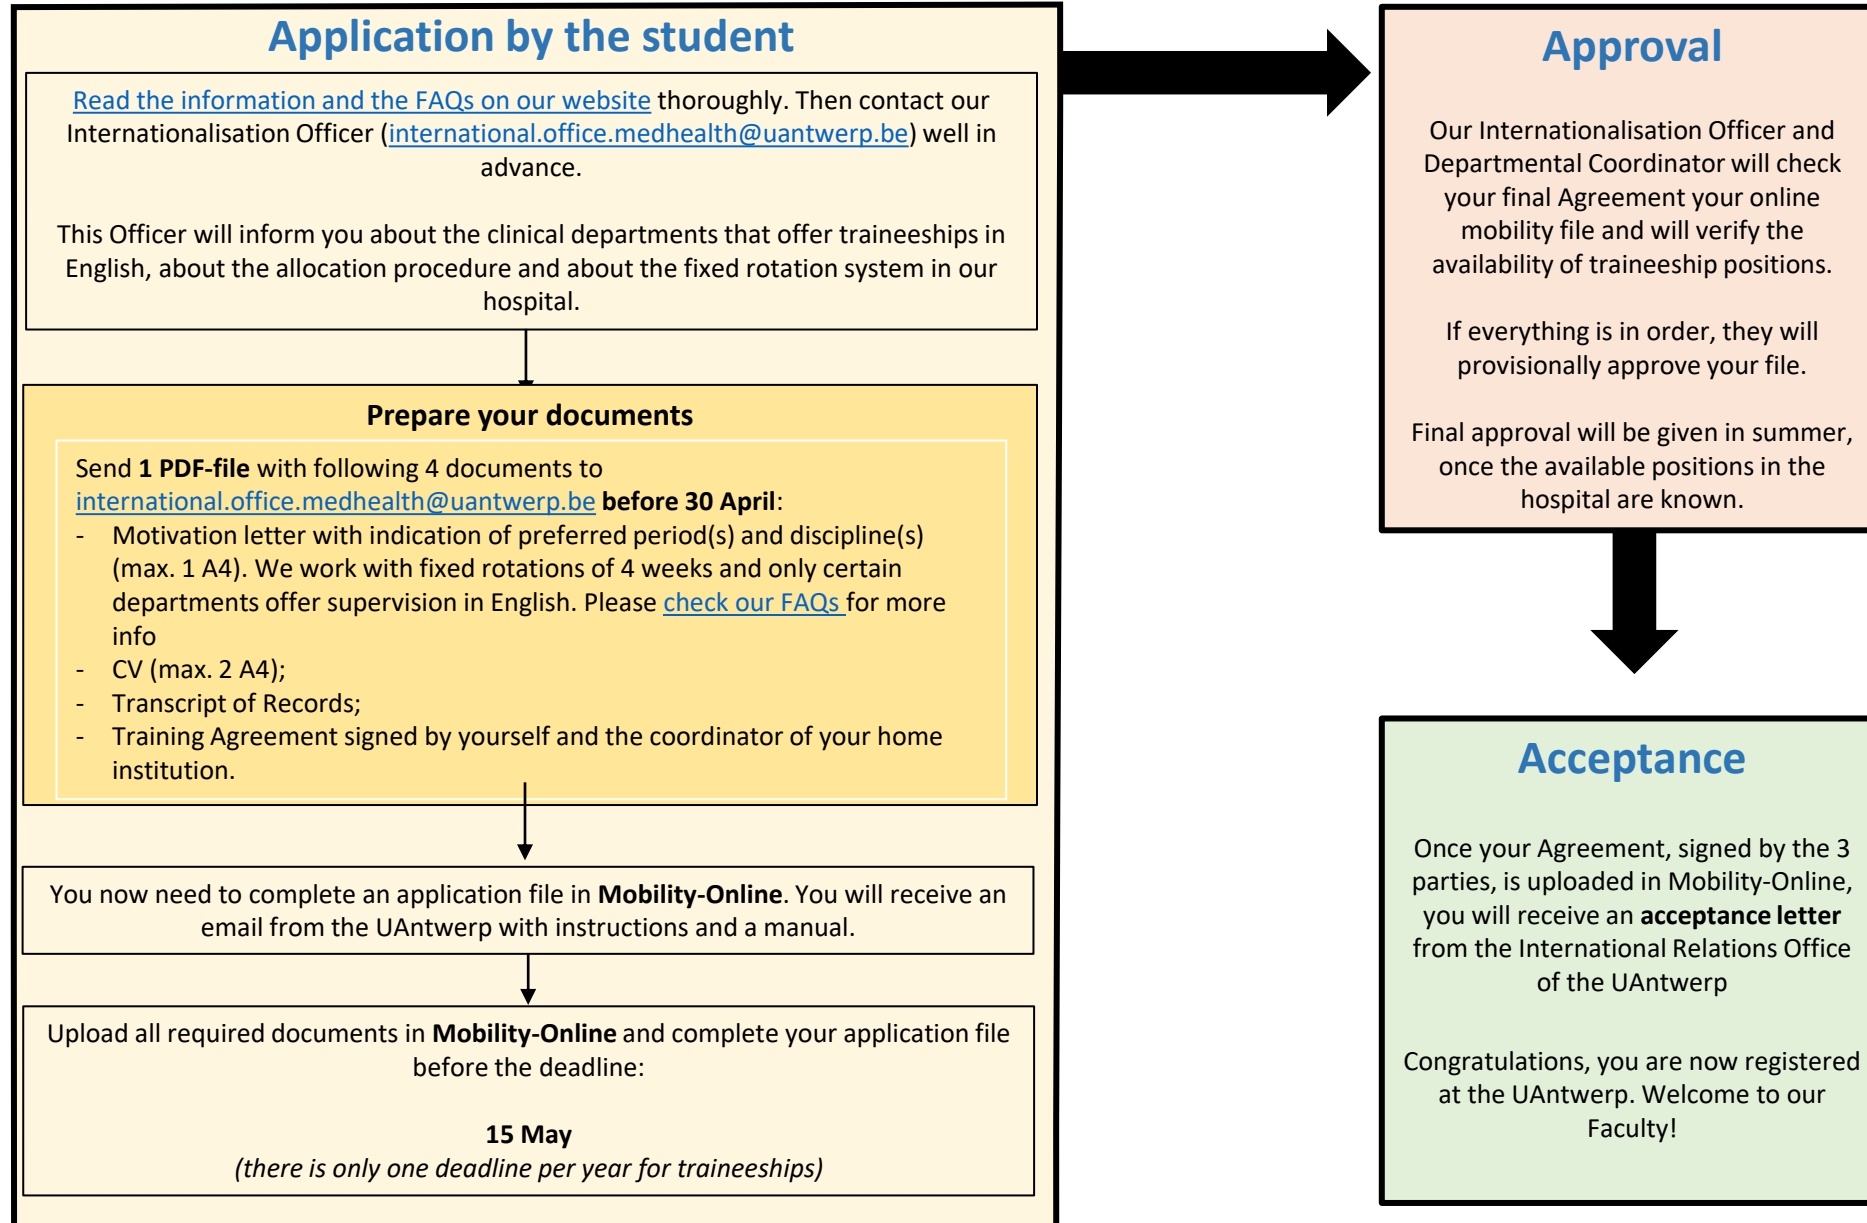 Application by the student
Read the information and the FAQs on our website thoroughly. Then contact our
Internationalisation Officer (international.office.medhealth@uantwerp.be) well in
advance.
This Officer will inform you about the clinical departments that offer traineeships in
English, about the allocation procedure and about the fixed rotation system in our
hospital.
Prepare your documents
Send 1 PDF-file with following 4 documents to
international.office.medhealth@uantwerp.be before 30 April:
- Motivation letter with indication of preferred period(s) and discipline(s)
(max. 1 A4). We work with fixed rotations of 4 weeks and only certain
departments offer supervision in English. Please check our FAQs for more
info
- CV (max. 2 A4);
- Transcript of Records;
- Training Agreement signed by yourself and the coordinator of your home
institution.
You now need to complete an application file in Mobility-Online. You will receive an
email from the UAntwerp with instructions and a manual.
Upload all required documents in Mobility-Online and complete your application file
before the deadline:
15 May
(there is only one deadline per year for traineeships)
Approval
Our Internationalisation Officer and
Departmental Coordinator will check
your final Agreement your online
mobility file and will verify the
availability of traineeship positions.
If everything is in order, they will
provisionally approve your file.
Final approval will be given in summer,
once the available positions in the
hospital are known.
Acceptance
Once your Agreement, signed by the 3
parties, is uploaded in Mobility-Online,
you will receive an acceptance letter
from the International Relations Office
of the UAntwerp
Congratulations, you are now registered
at the UAntwerp. Welcome to our
Faculty!